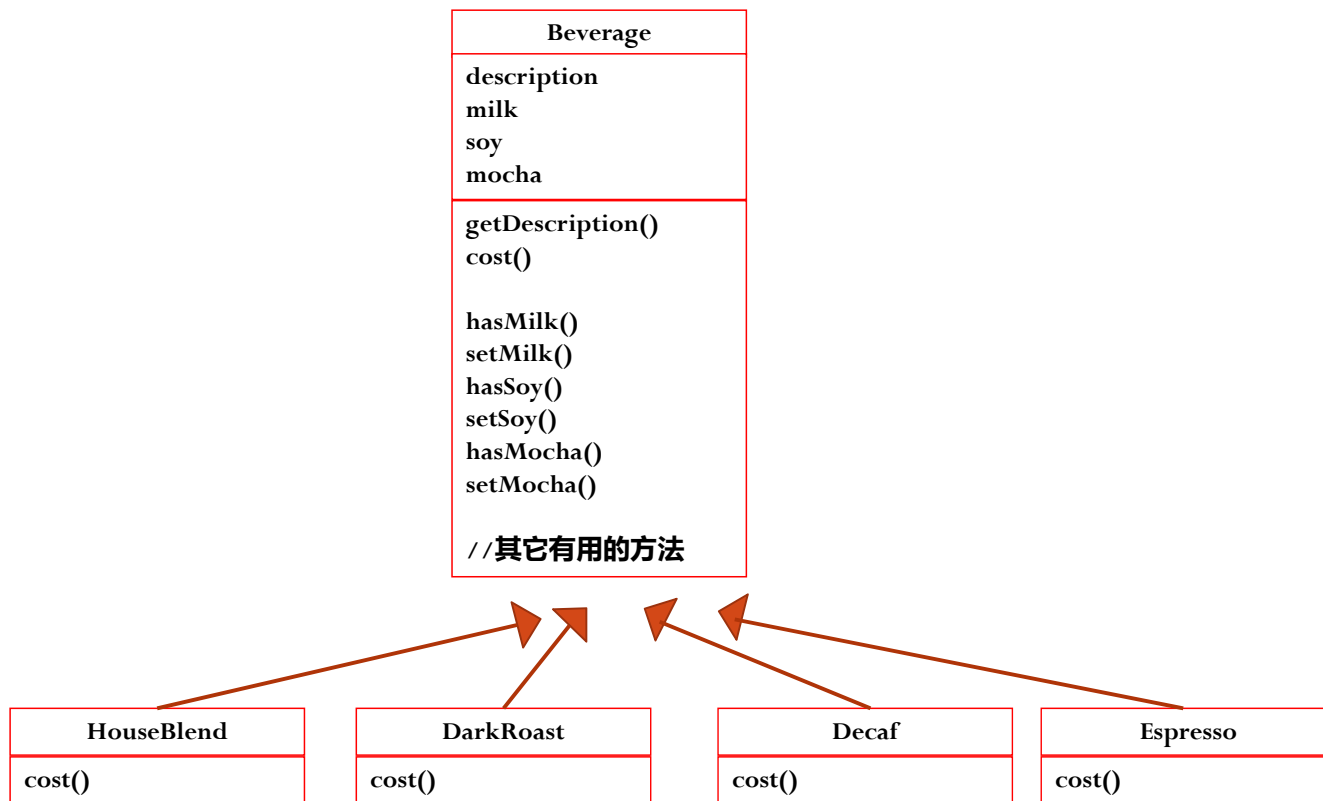 Beverage
description
milk
soy
mocha
getDescription()
cost()
hasMilk()
setMilk()
hasSoy()
setSoy()
hasMocha()
setMocha()
//其它有用的方法
HouseBlend
cost()
DarkRoast
cost()
Decaf
cost()
Espresso
cost()